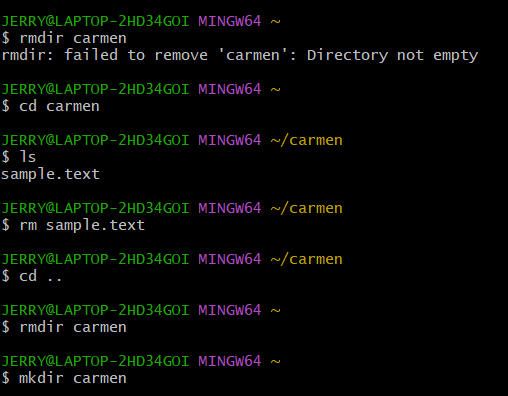 JERRY@LAPTOP-2HD34GOI MINGW64 ~
$ rmdir carmen
rmdir: failed to remove 'carmen': Directory not empty
JERRY@LAPTOP-2HD34GOI MINGW64 ~
$ cd carmen
JERRY@LAPTOP-2HD34GOI MINGW64 ~/carmen
$ ls
sample.text
JERRY@LAPTOP-2HD34GOI MINGW64 ~/carmen
$ rm sample.text
JERRY@LAPTOP-2HD34GOI MINGW64 ~/carmen
$ cd ..
JERRY@LAPTOP-2HD34GOI MINGW64 ~
$ rmdir carmen
JERRY@LAPTOP-2HD34GOI MINGW64 ~
$ mkdir carmen